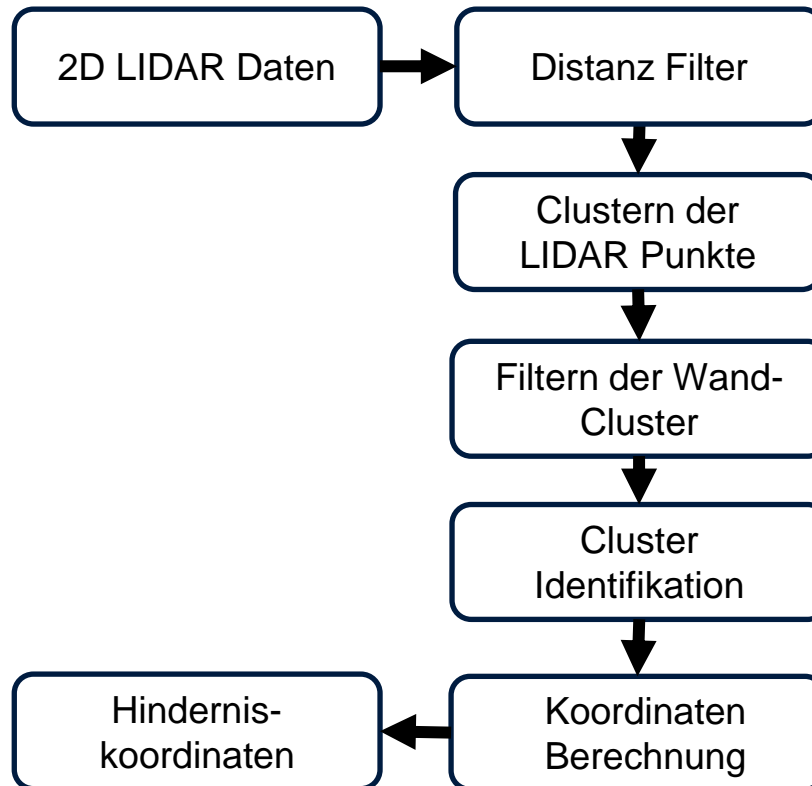 2D LIDAR Daten
Distanz Filter
Clustern der
LIDAR Punkte
Filtern der Wand-
Cluster
Cluster
Identifikation
Koordinaten
Berechnung
Hindernis-
koordinaten